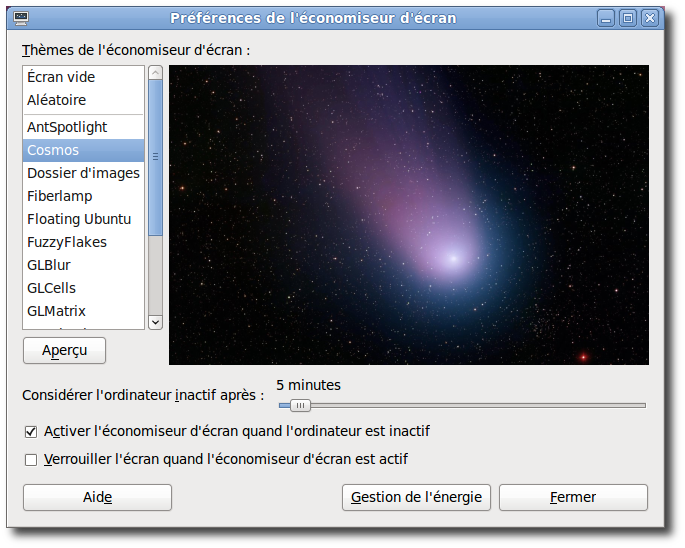 Préférences de l'économiseur d'écran
Thèmes de l'économiseur d'écran :
Écran vide
Aléatoire
AntSpotlight
Cosmos
Dossier d'images
Fiberlamp
Floating Ubuntu
FuzzyFlakes
GLBlur
GLCells
GLMatrix
Aperçu
5 minutes
Considérer l'ordinateur inactif après :
Activer l'économiseur d'écran quand l'ordinateur est inactif
Verrouiller l'écran quand l'économiseur d'écran est actif
Aide Gestion de l'énergie Fermer